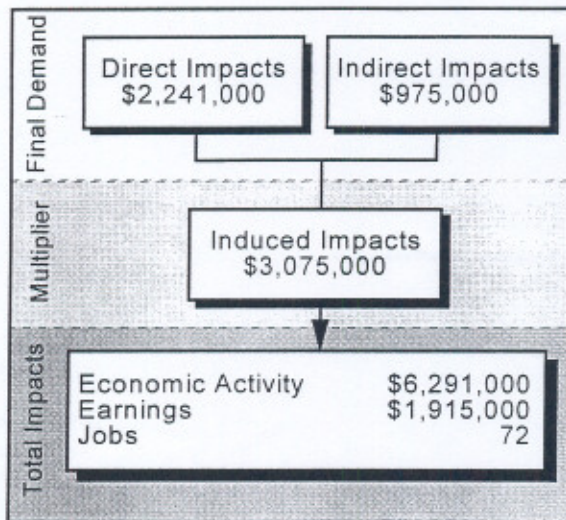 Final Demand
Direct Impacts
$2,241,000
Indirect Impacts
$975,000
Multiplier
Induced Impacts
$3,075,000
Total Impacts
Economic Activity $6,291,000
Earnings $1,915,000
Jobs 72